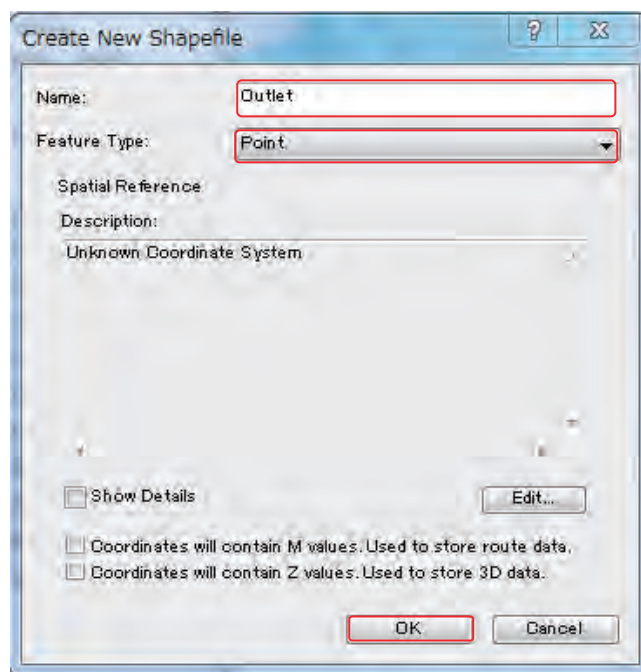 Create New Shapefile
Name: Outlet
Feature Type: Point
Spatial Reference
Description:
Unknown Coordinate System
Show Details
Edit...
Coordinates will contain M values. Used to store route data.
Coordinates will contain Z values. Used to store 3D data.
OK Cancel